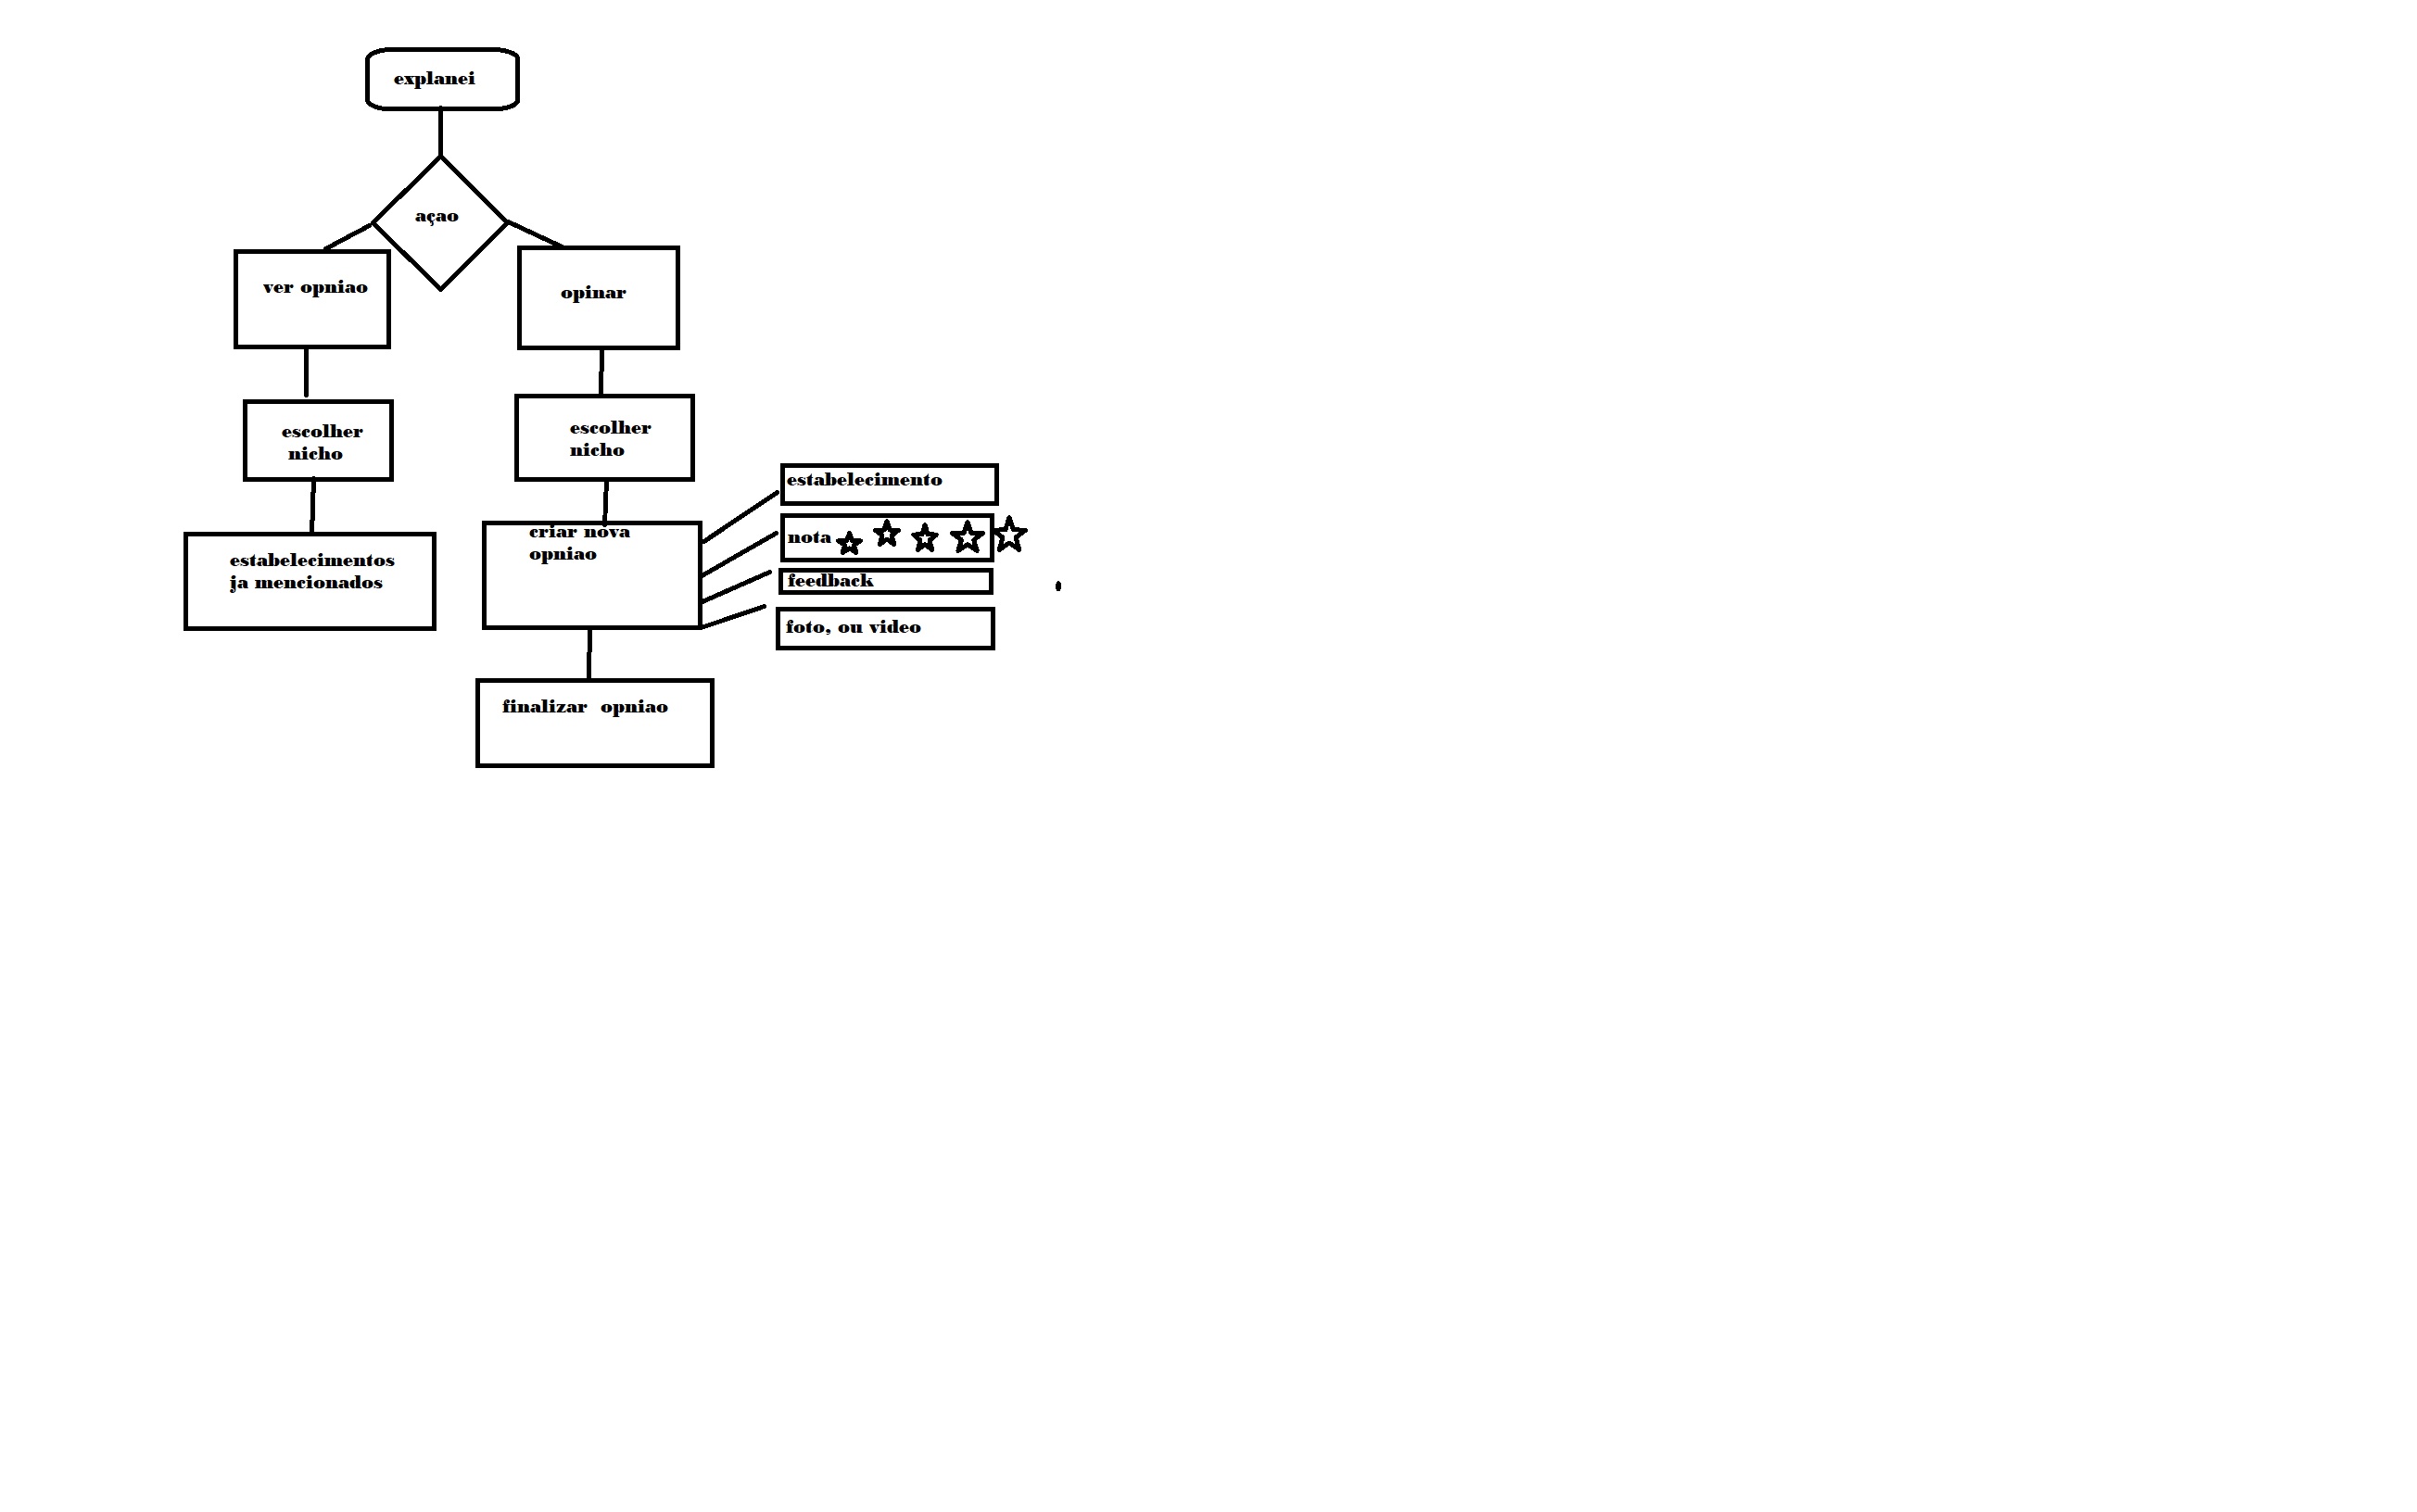 explanei
açao
ver opniao
opinar
escolher
nicho
escolher
nicho
estabelecimentos
ja mencionados
criar nova
opniao
estabelecimento
nota
feedback
foto, ou video
finalizar  opniao